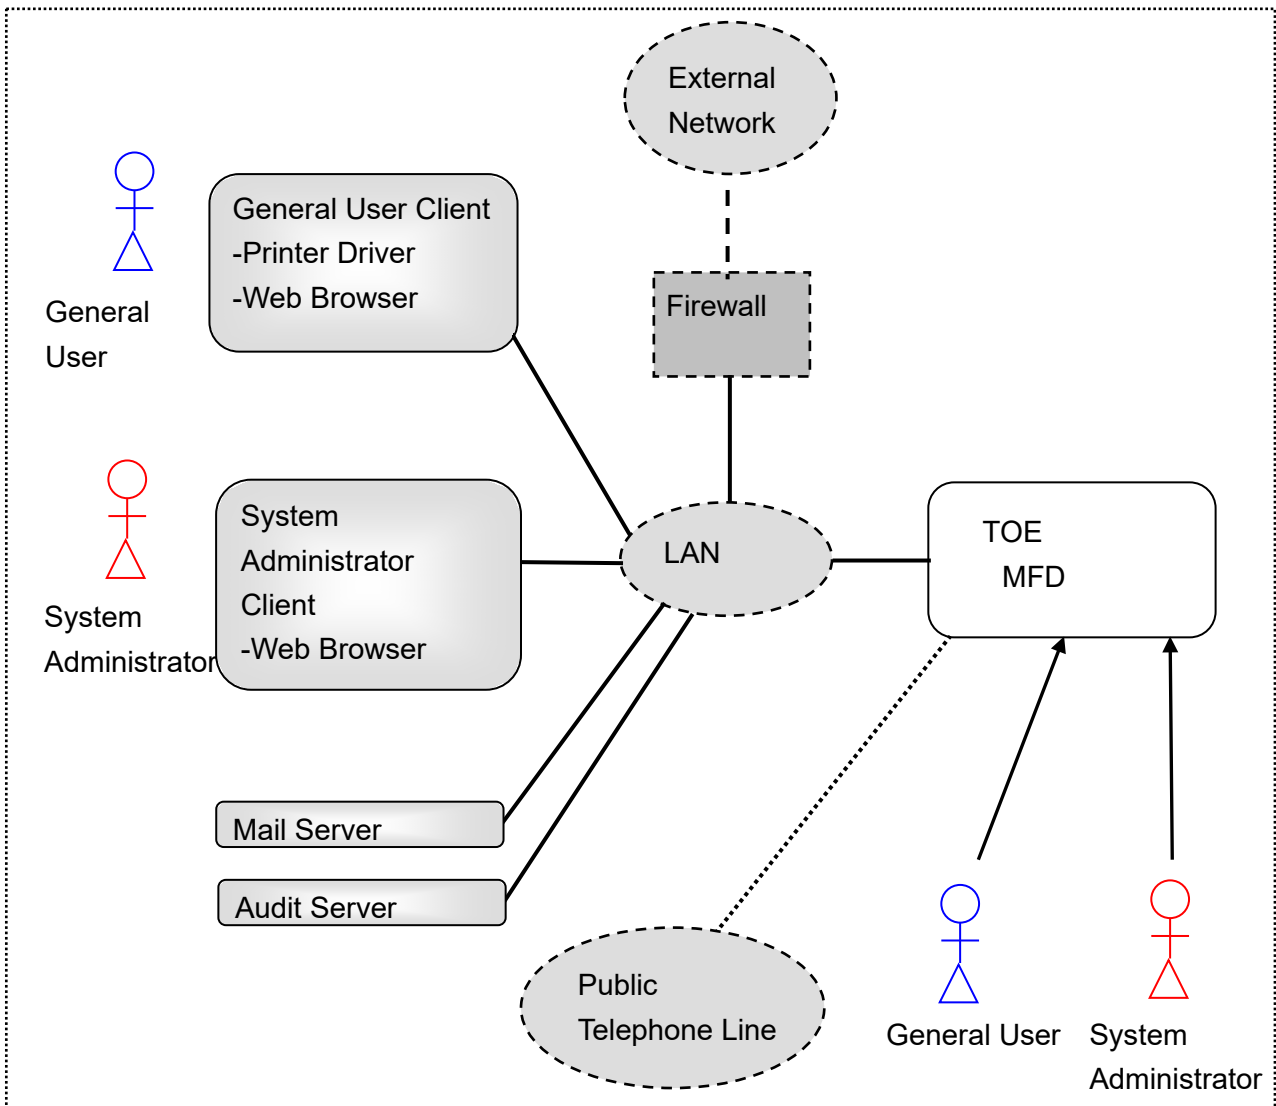 External
Network
General User Client
-Printer Driver
-Web Browser
General
User
Firewall
System
Administrator
Client
-Web Browser
System
Administrator
LAN
TOE
MFD
Mail Server
Audit Server
Public
Telephone Line
General User
System
Administrator